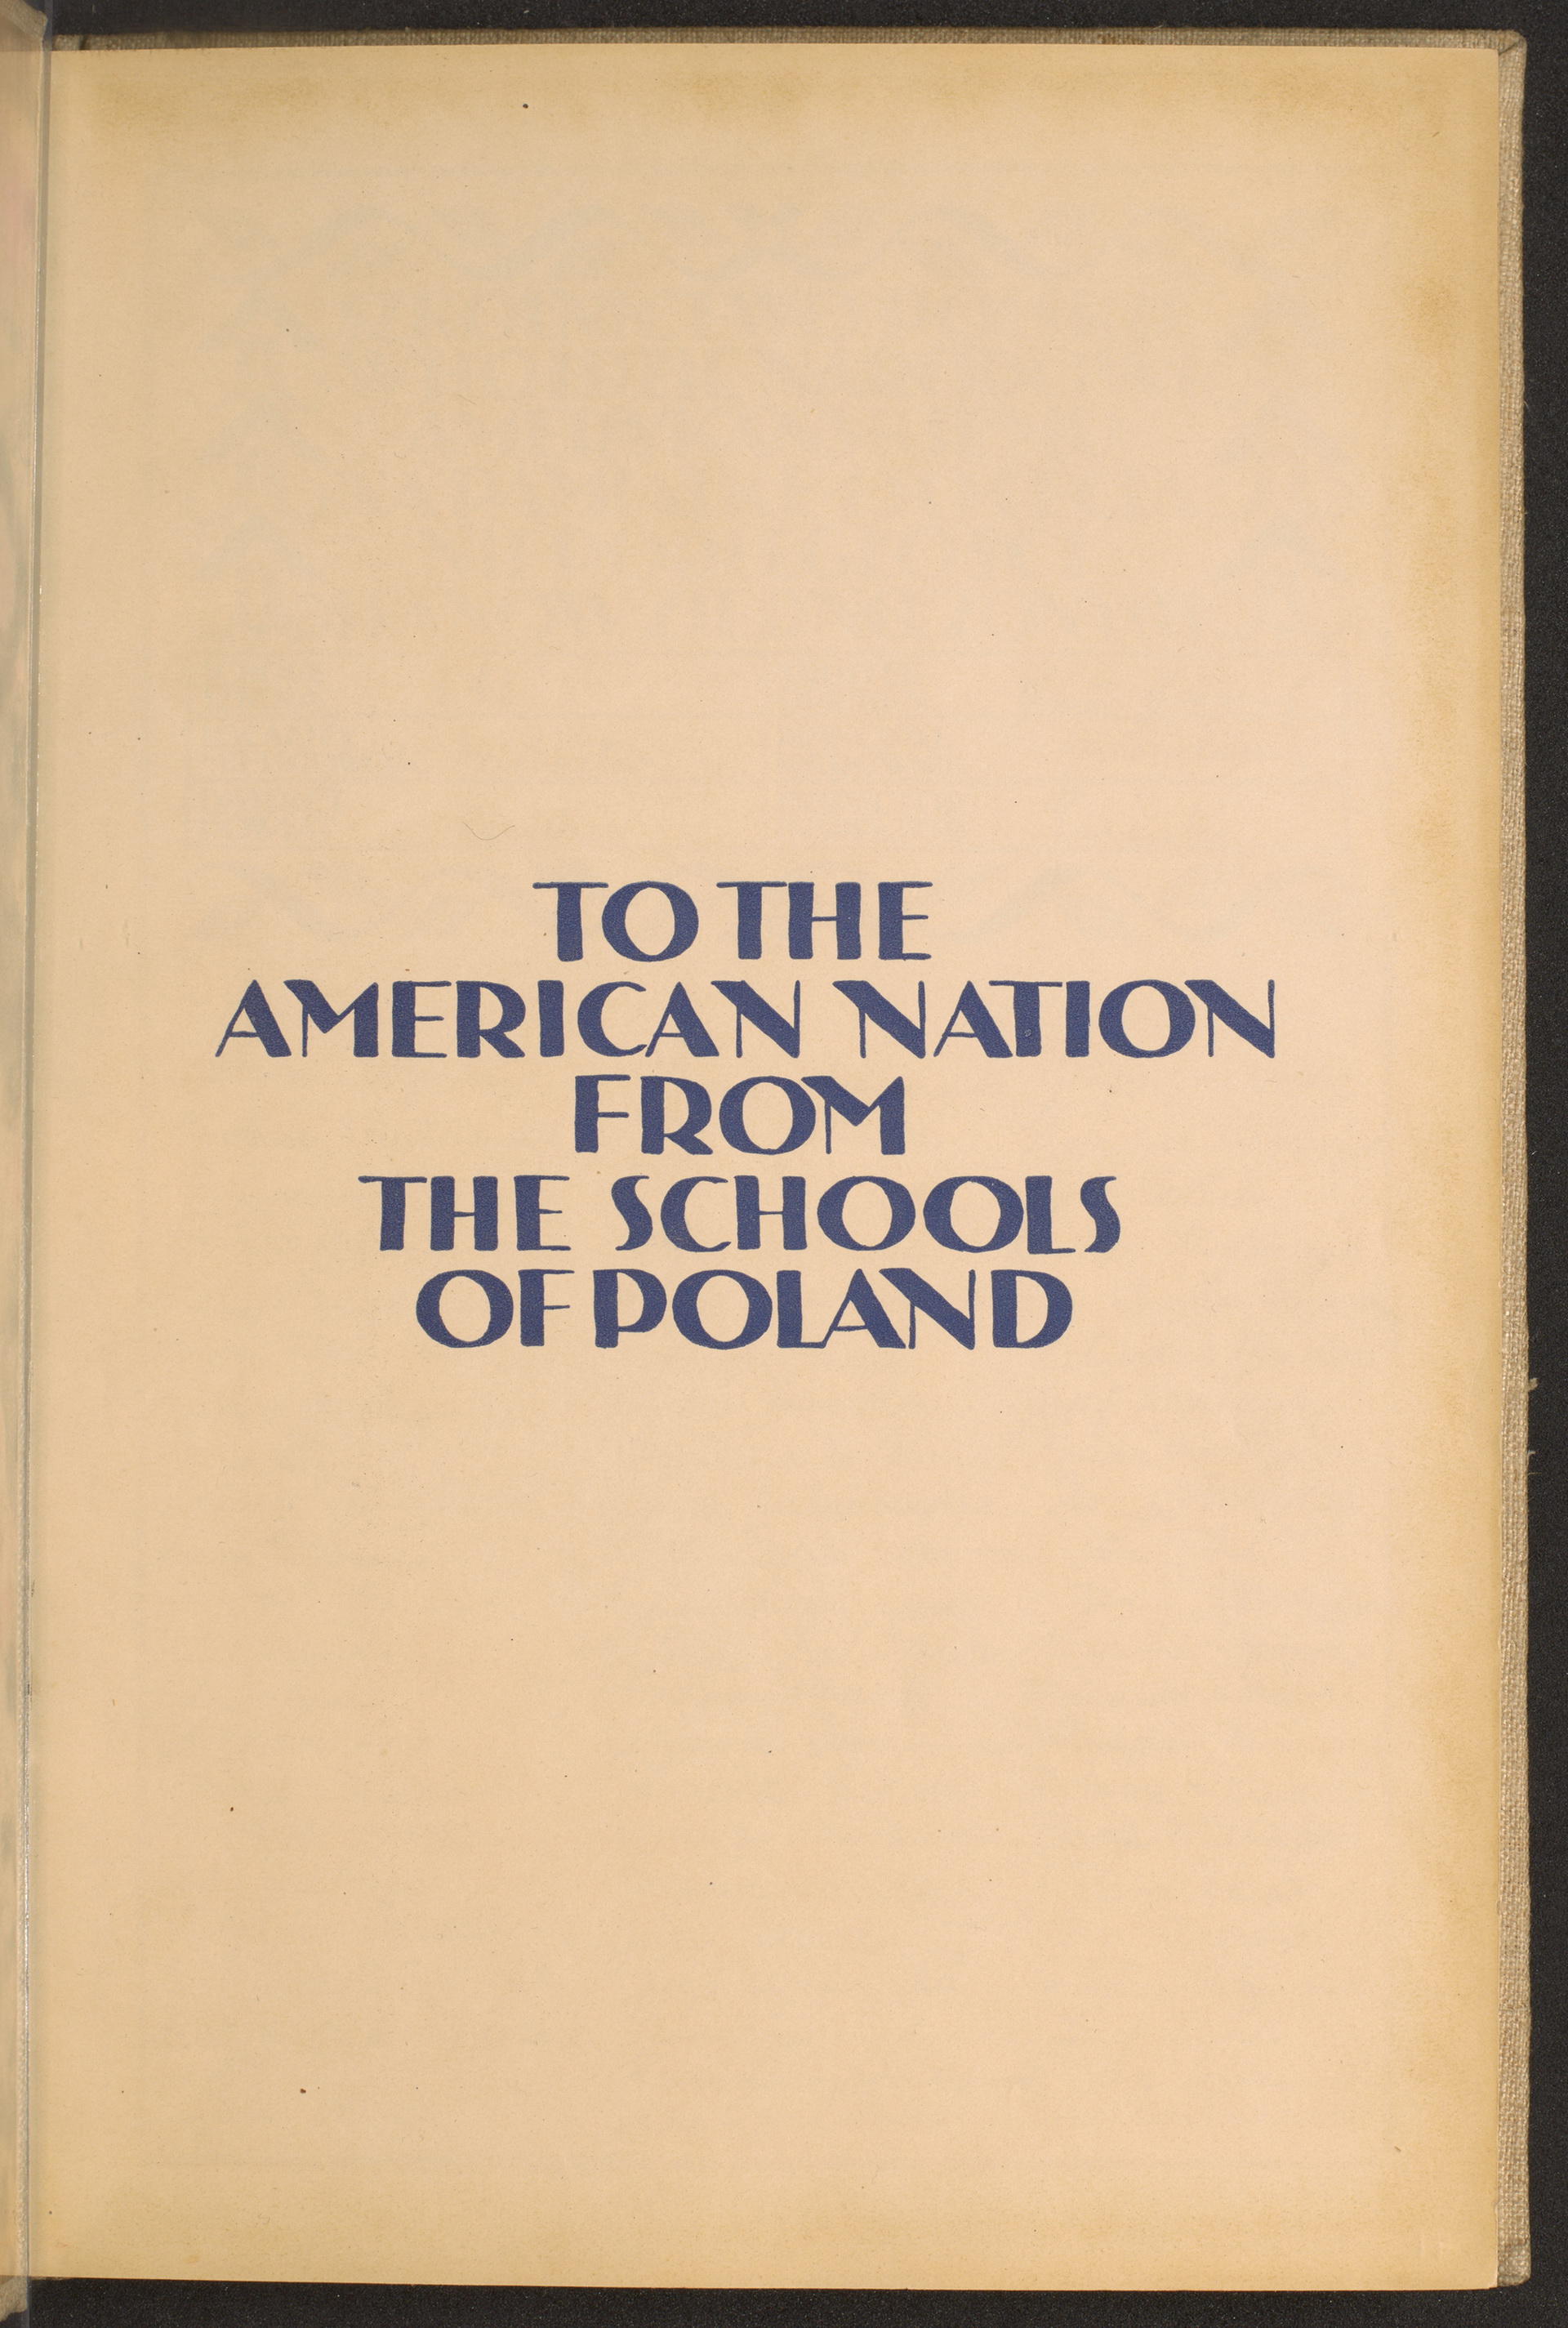 TO THE
AMERICAN NATION
FROM
THE SCHOOLS
OF POLAND